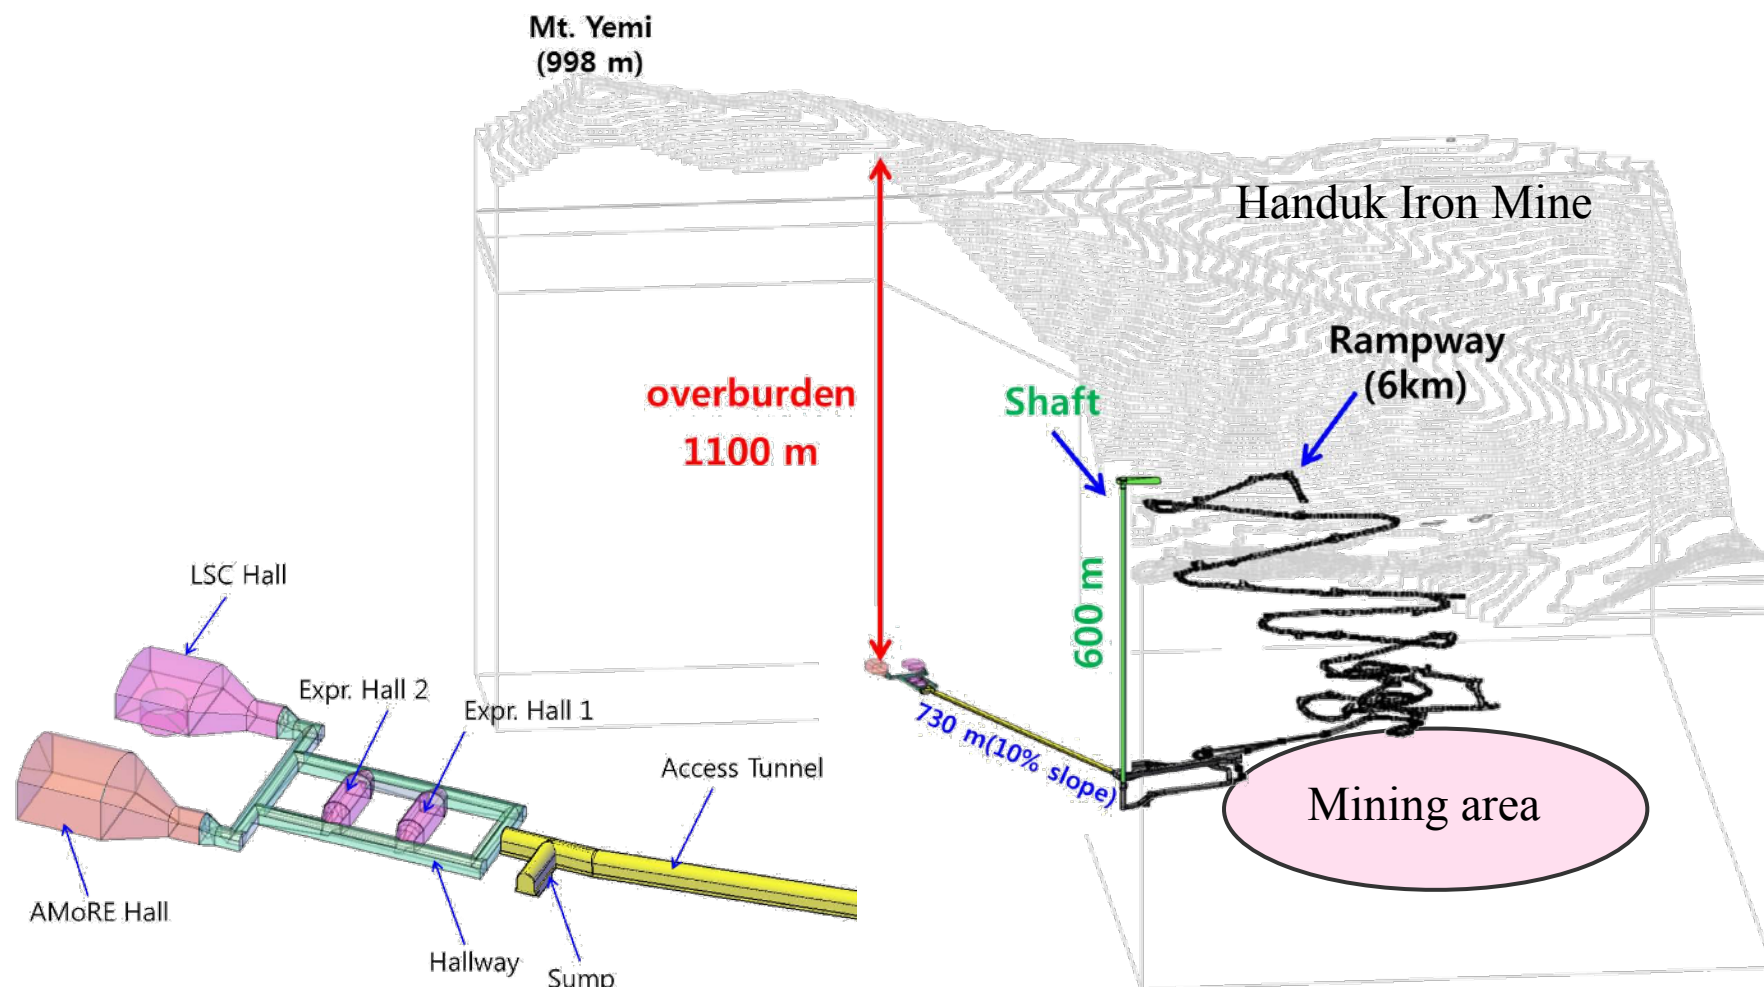 Mt. Yemi
(998 m)
Handuk Iron Mine
Rampway
(6km)
overburden
1100 m
Shaft
600 m
730 m(10% slope)
Mining area
LSC Hall
Expr. Hall 2
Expr. Hall 1
Access Tunnel
AMoRE Hall
Hallway
Sump